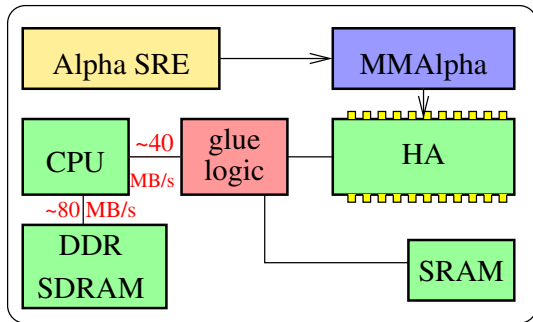 Alpha SRE
MMAlpha
CPU
~40
MB/s
glue
logic
HA
~80 MB/s
DDR
SDRAM
SRAM